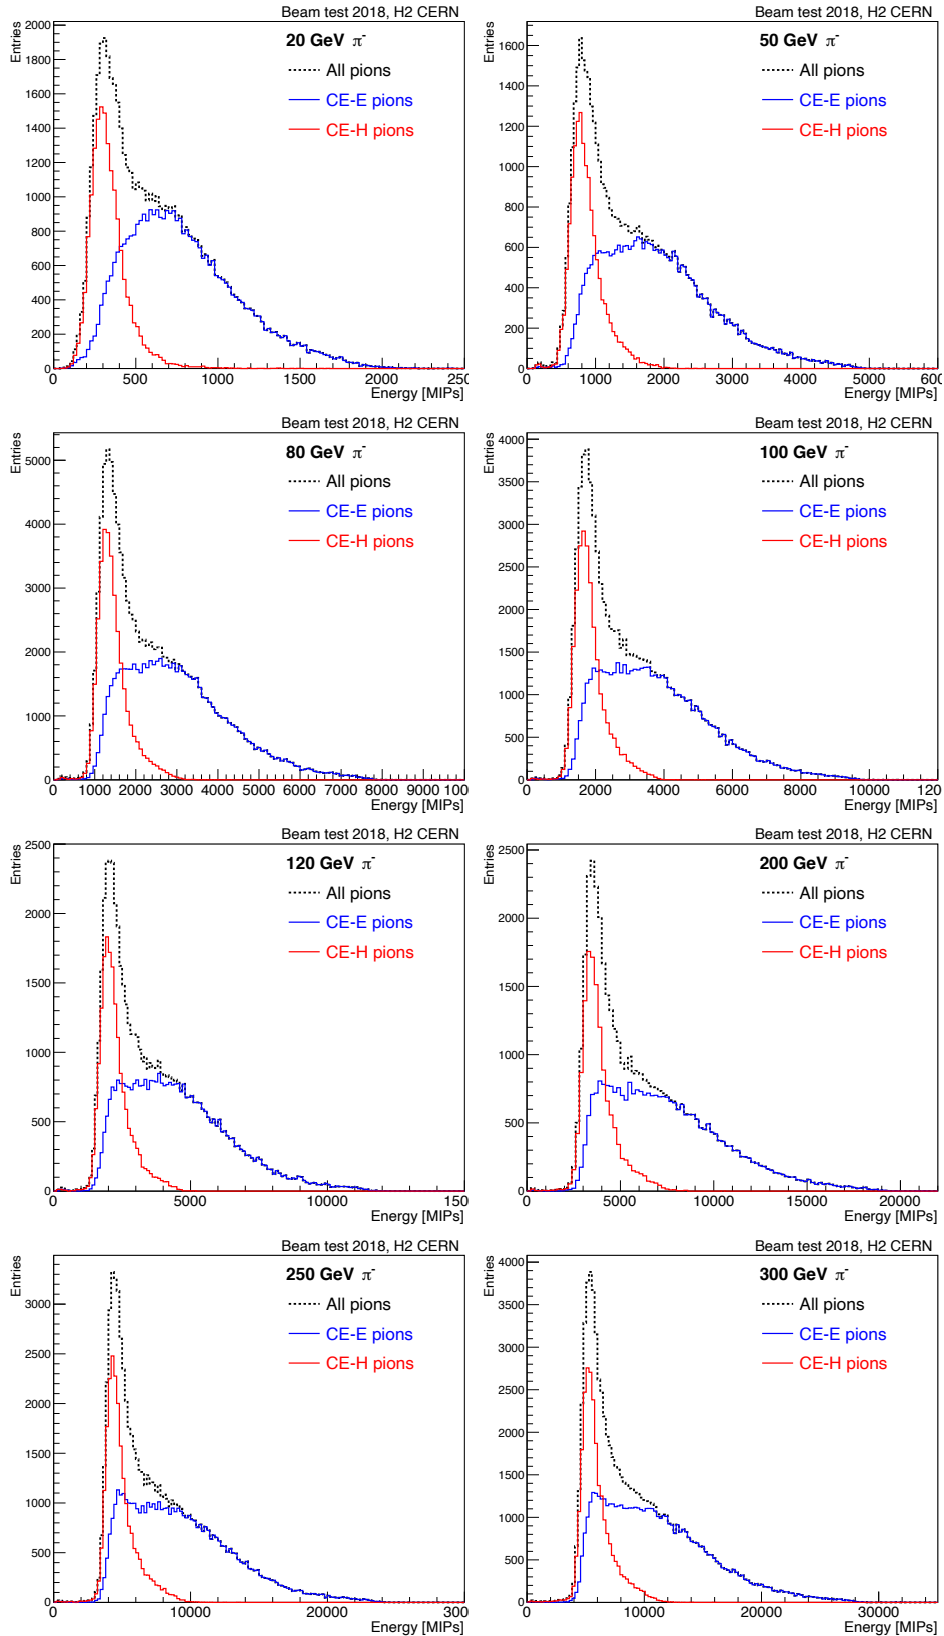 Beam test 2018, H2 CERN
Entries
20 GeV π-
All pions
CE-E pions
CE-H pions
2000
1800
1600
1400
1200
1000
800
600
400
200
0
0 500 1000 1500 2000 250
Energy [MIPs]
Beam test 2018, H2 CERN
Entries
50 GeV π-
All pions
CE-E pions
CE-H pions
1600
1400
1200
1000
800
600
400
200
0
0 1000 2000 3000 4000 5000 600
Energy [MIPs]
Beam test 2018, H2 CERN
Entries
80 GeV π-
All pions
CE-E pions
CE-H pions
5000
4000
3000
2000
1000
0
0 1000 2000 3000 4000 5000 6000 7000 8000 9000 100
Energy [MIPs]
Beam test 2018, H2 CERN
Entries
100 GeV π-
All pions
CE-E pions
CE-H pions
4000
3500
3000
2500
2000
1500
1000
500
0
0 2000 4000 6000 8000 10000 120
Energy [MIPs]
Beam test 2018, H2 CERN
Entries
120 GeV π-
All pions
CE-E pions
CE-H pions
2500
2000
1500
1000
500
0
0 5000 10000 150
Energy [MIPs]
Beam test 2018, H2 CERN
Entries
200 GeV π-
All pions
CE-E pions
CE-H pions
2500
2000
1500
1000
500
0
0 5000 10000 15000 20000
Energy [MIPs]
Beam test 2018, H2 CERN
Entries
250 GeV π-
All pions
CE-E pions
CE-H pions
3000
2500
2000
1500
1000
500
0
0 10000 20000 300
Energy [MIPs]
Beam test 2018, H2 CERN
Entries
300 GeV π-
All pions
CE-E pions
CE-H pions
4000
3500
3000
2500
2000
1500
1000
500
0
0 10000 20000 30000
Energy [MIPs]